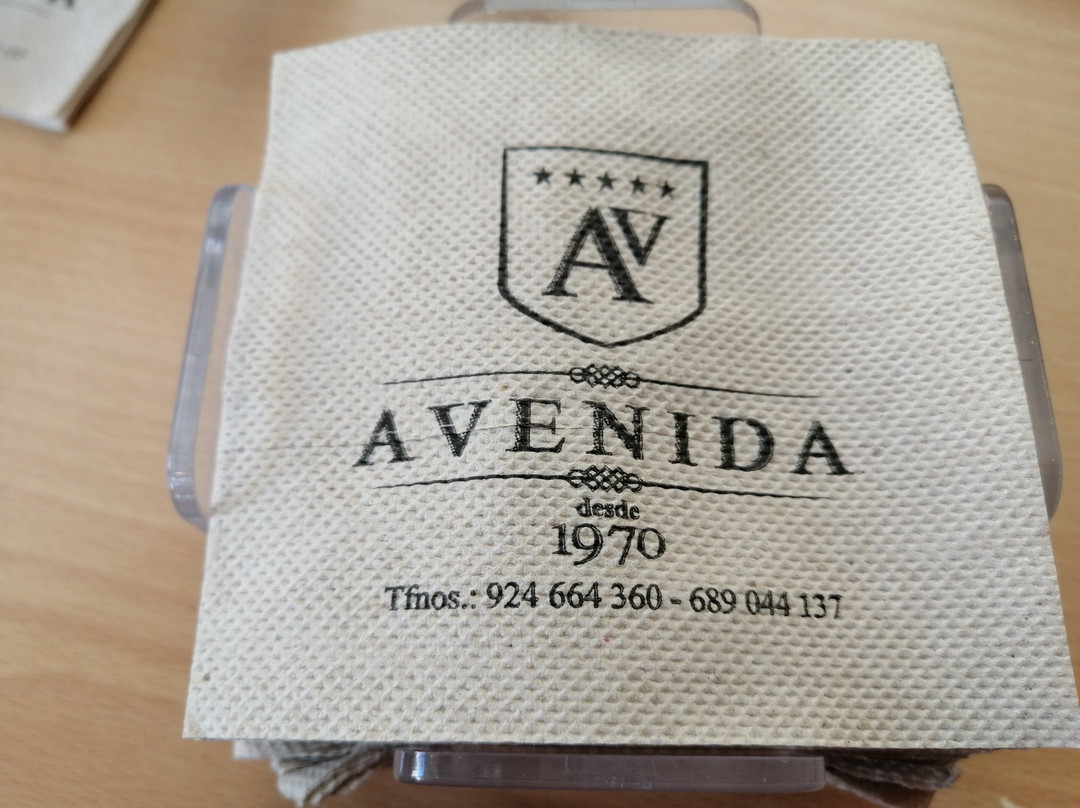 AV
AVENIDA
desde
1970
Tfnos.: 924 664 360 - 689 044 137